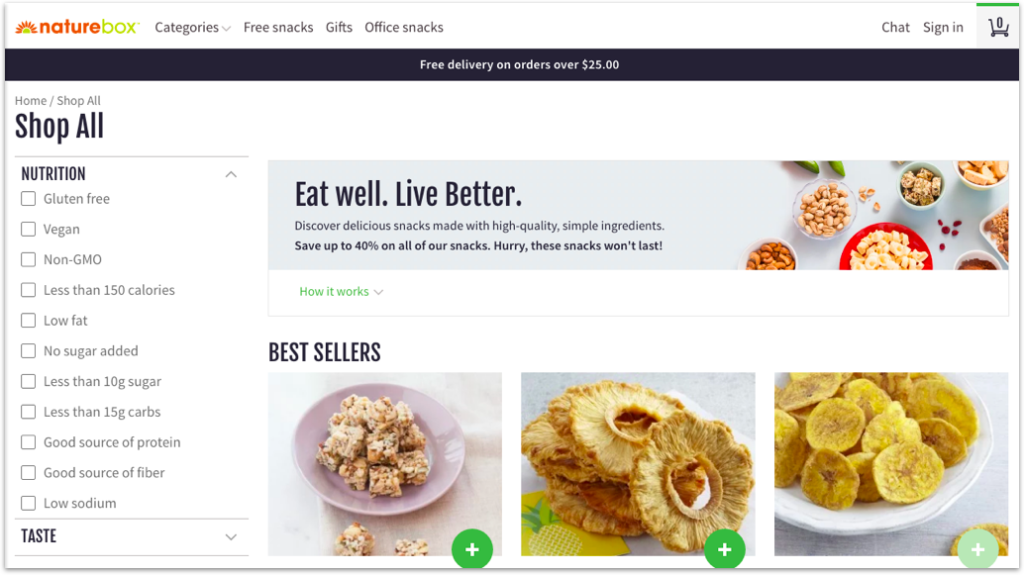 naturebox
Categories Free snacks Gifts Office snacks
Chat Sign in 0
Free delivery on orders over $25.00
Home / Shop All
Shop All
NUTRITION
Gluten free
Vegan
Non-GMO
Less than 150 calories
Low fat
No sugar added
Less than 10g sugar
Less than 15g carbs
Good source of protein
Good source of fiber
Low sodium
TASTE
Eat well. Live Better.
Discover delicious snacks made with high-quality, simple ingredients.
Save up to 40% on all of our snacks. Hurry, these snacks won't last!
How it works
BEST SELLERS
+
+
+